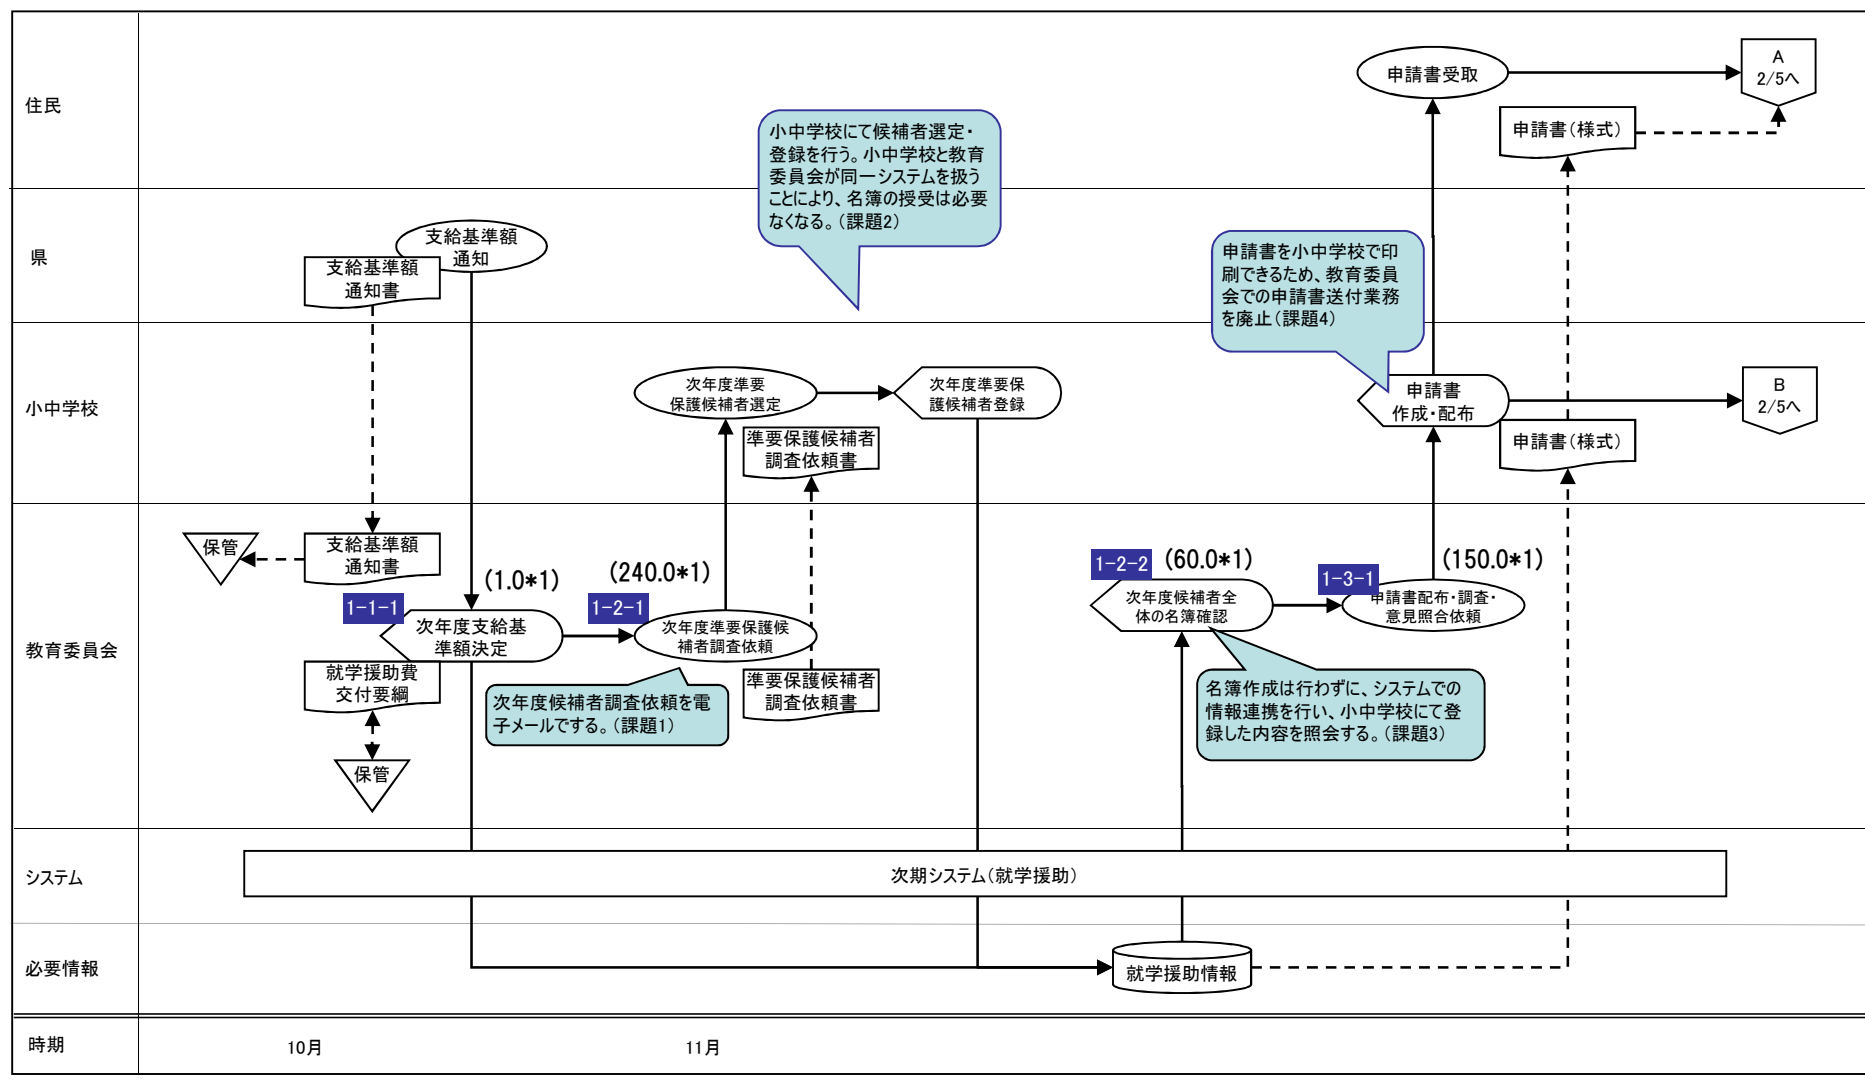 住民
申請書受取
A
2/5へ
申請書（様式）
小中学校にて候補者選定・
登録を行う。小中学校と教育
委員会が同一システムを扱う
ことにより、名簿の授受は必要
なくなる。（課題2）
県
支給基準額
通知
支給基準額
通知書
申請書を小中学校で印
刷できるため、教育委員
会での申請書送付業務
を廃止（課題4）
小中学校
次年度準要
保護候補者選定
次年度準要保
護候補者登録
準要保護候補者
調査依頼書
申請書
作成・配布
B
2/5へ
申請書（様式）
教育委員会
保管
支給基準額
通知書
(1.0*1)
1-1-1
次年度支給基
準額決定
就学援助費
交付要綱
保管
(240.0*1)
1-2-1
次年度準要保護候
補者調査依頼
次年度候補者調査依頼を電
子メールでする。（課題1）
準要保護候補者
調査依頼書
1-2-2
(60.0*1)
次年度候補者全
体の名簿確認
名簿作成は行わずに、システムでの
情報連携を行い、小中学校にて登
録した内容を照会する。（課題3）
1-3-1
(150.0*1)
申請書配布・調査・
意見照合依頼
システム
次期システム（就学援助）
必要情報
就学援助情報
時期
10月
11月